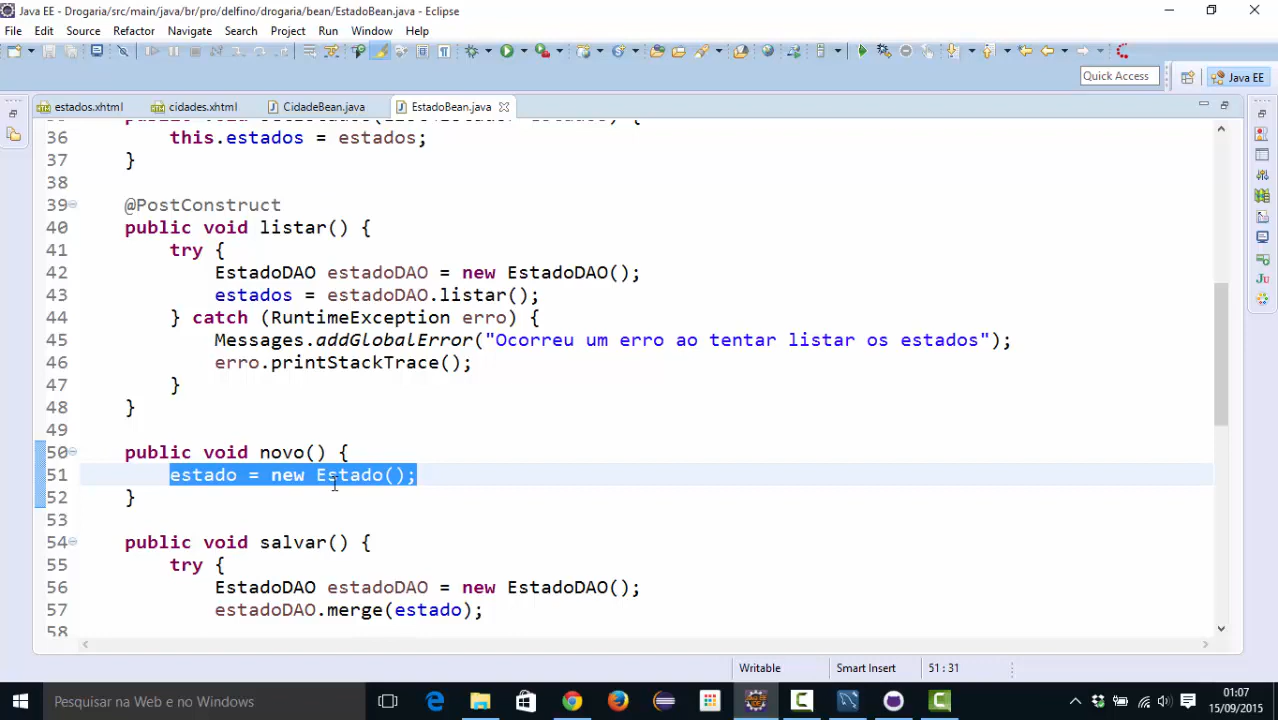 Java EE - Drogaria/src/main/java/br/pro/delfino/drogaria/bean/EstadoBean.java - Eclipse
File Edit Source Refactor Navigate Search Project Run Window Help
Quick Access
Java EE
estados.xhtml cidades.xhtml CidadeBean.java EstadoBean.java
36 this.estados = estados;
37 }
38
39 @PostConstruct
40 public void listar() {
41 try {
42 EstadoDAO estadoDAO = new EstadoDAO();
43 estados = estadoDAO.listar();
44 } catch (RuntimeException erro) {
45 Messages.addGlobalError("Ocorreu um erro ao tentar listar os estados");
46 erro.printStackTrace();
47 }
48 }
49
50 public void novo() {
51 estado = new Estado();
52 }
53
54 public void salvar() {
55 try {
56 EstadoDAO estadoDAO = new EstadoDAO();
57 estadoDAO.merge(estado);
58
Writable Smart Insert 51 : 31
Pesquisar na Web e no Windows
01:07
15/09/2015